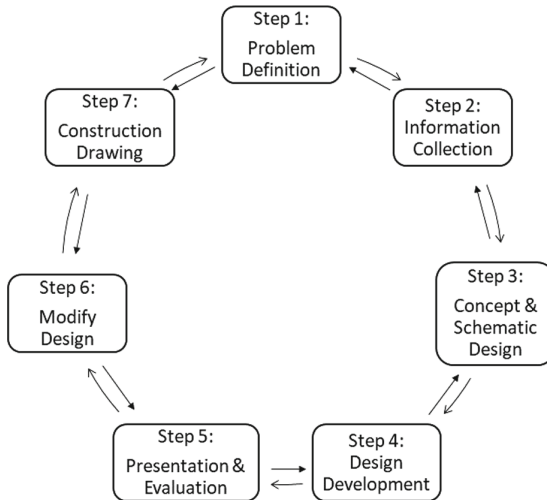 Step 1:
Problem
Definition
Step 2:
Information
Collection
Step 3:
Concept &
Schematic
Design
Step 4:
Design
Development
Step 5:
Presentation &
Evaluation
Step 6:
Modify
Design
Step 7:
Construction
Drawing